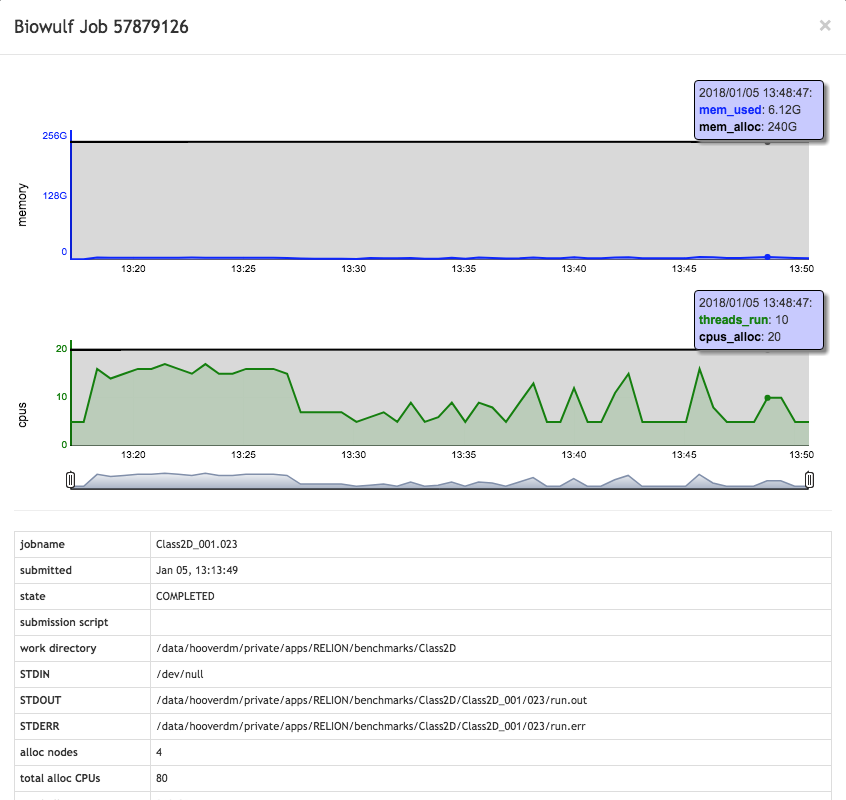 Biowulf Job 57879126 ×
2018/01/05 13:48:47:
mem_used: 6.12G
mem_alloc: 240G
256G
128G
0
memory
13:20 13:25 13:30 13:35 13:40 13:45 13:50
2018/01/05 13:48:47:
threads_run: 10
cpus_alloc: 20
20
10
0
cpus
13:20 13:25 13:30 13:35 13:40 13:45 13:50
jobname Class2D_001.023
submitted Jan 05, 13:13:49
state COMPLETED
submission script
work directory /data/hooverdm/private/apps/RELION/benchmarks/Class2D
STDIN /dev/null
STDOUT /data/hooverdm/private/apps/RELION/benchmarks/Class2D/Class2D_001/023/run.out
STDERR /data/hooverdm/private/apps/RELION/benchmarks/Class2D/Class2D_001/023/run.err
alloc nodes 4
total alloc CPUs 80